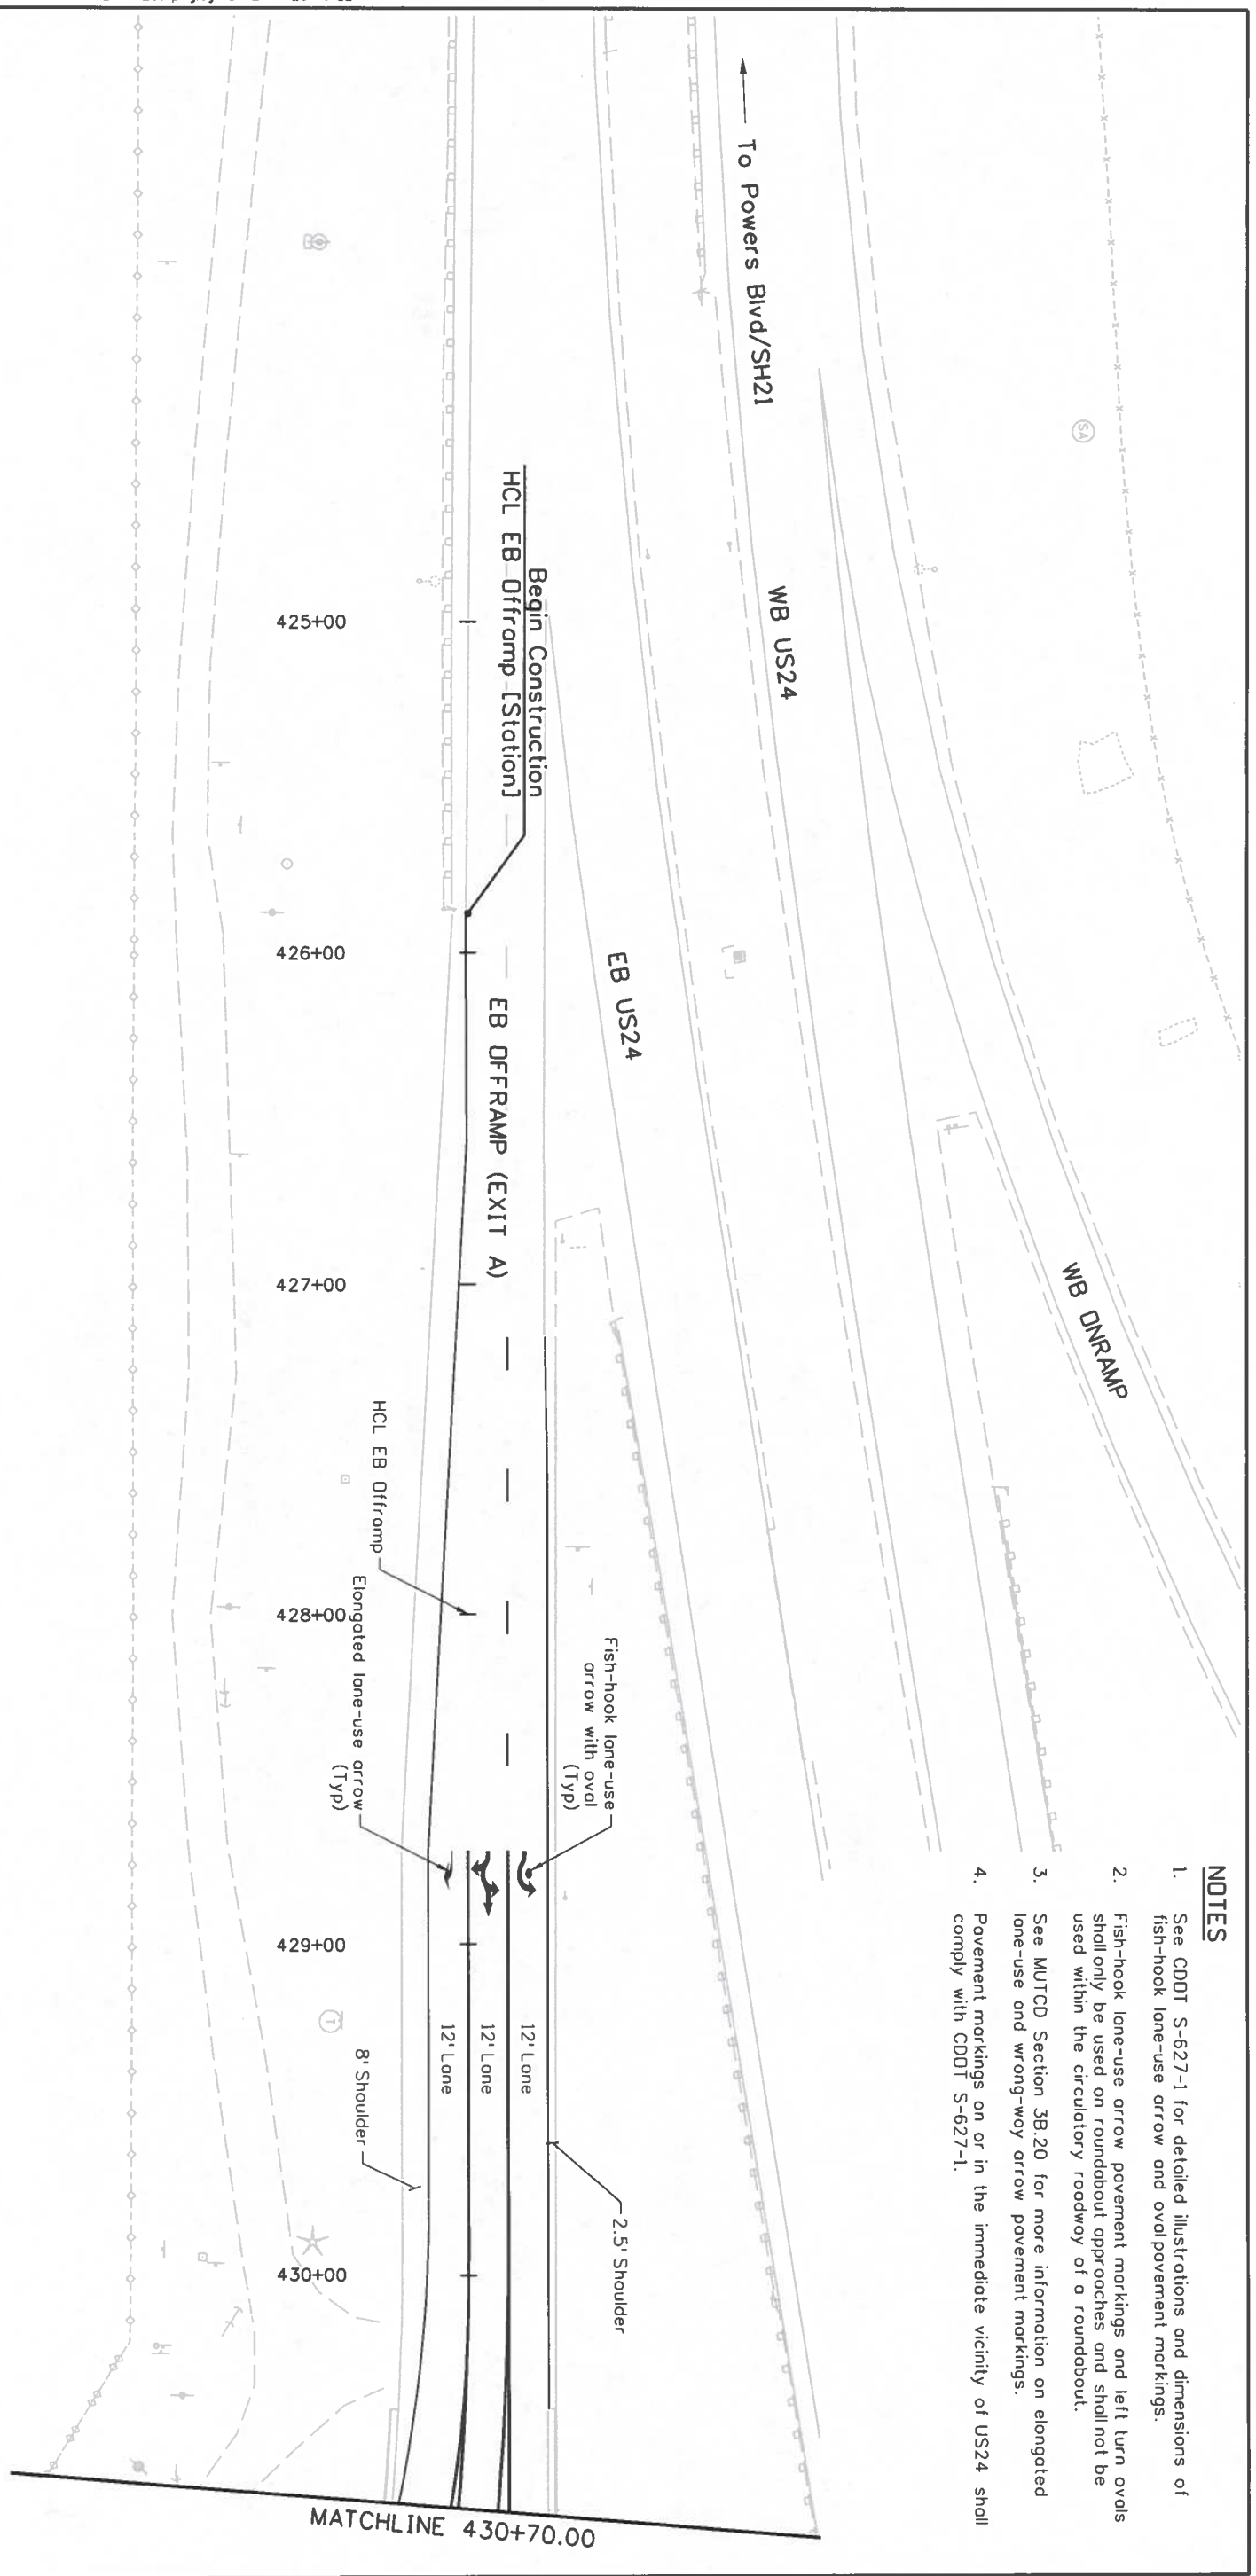 NOTES
1. See CDOT S-627-1 for detailed illustrations and dimensions of
fish-hook lane-use arrow and oval pavement markings.
2. Fish-hook lane-use arrow pavement markings and left turn ovals
shall only be used on roundabout approaches and shall not be
used within the circulatory roadway of a roundabout.
3. See MUTCD Section 3B.20 for more information on elongated
lane-use and wrong-way arrow pavement markings.
4. Pavement markings on or in the immediate vicinity of US24 shall
comply with CDOT S-627-1.
WB ONRAMP
SA
To Powers Blvd/SH21
WB US24
EB US24
Begin Construction
HCL EB Offramp [Station]
EB OFFRAMP (EXIT A)
Fish-hook lane-use
arrow with oval
(Typ)
2.5' Shoulder
12' Lane
12' Lane
12' Lane
HCL EB Offramp
Elongated lane-use arrow
(Typ)
8' Shoulder
T
425+00
426+00
427+00
428+00
429+00
430+00
MATCHLINE 430+70.00